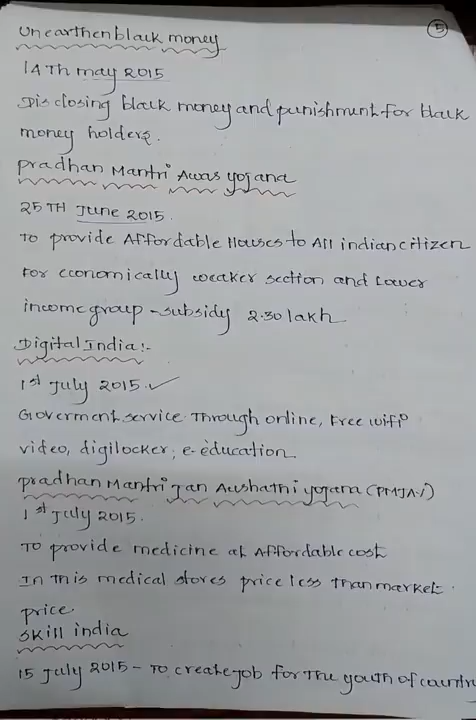 5
Unearthen black money
14Th may 2015
Disclosing black money and punishment for black
money holders.
pradhan Mantri Awas yojana
25TH June 2015.
To provide Affordable Houses to All indian citizen
for economically weaker section and Lower
income group - subsidy 2.30 lakh
Digital India:-
1st July 2015. ✓
Goverment service Through online, Free wifi
video, digilocker, e-education
pradhan Mantri Jan Aushathi yojana (PMJAY)
1st July 2015.
To provide medicine at Affordable cost
In this medical stores price less than market
price.
skill india
15 July 2015 - To create job for The youth of countr